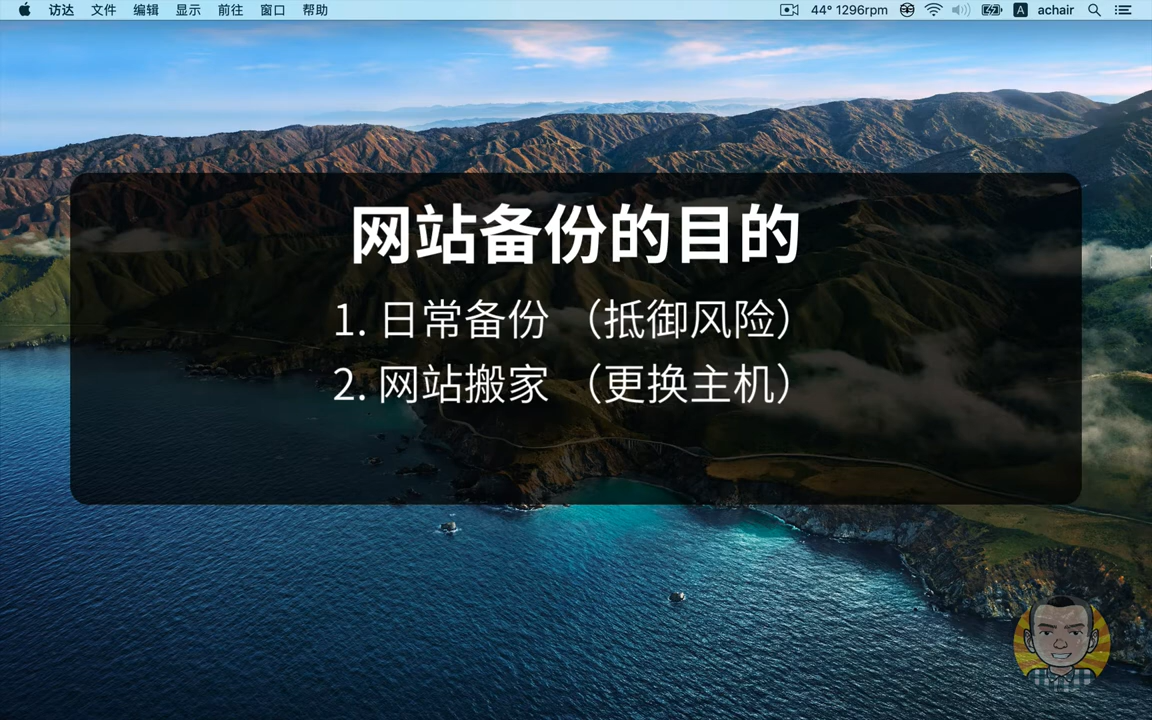 访达 文件 编辑 显示 前往 窗口 帮助 44° 1296rpm A achair
网站备份的目的
1. 日常备份 （抵御风险）
2. 网站搬家 （更换主机）